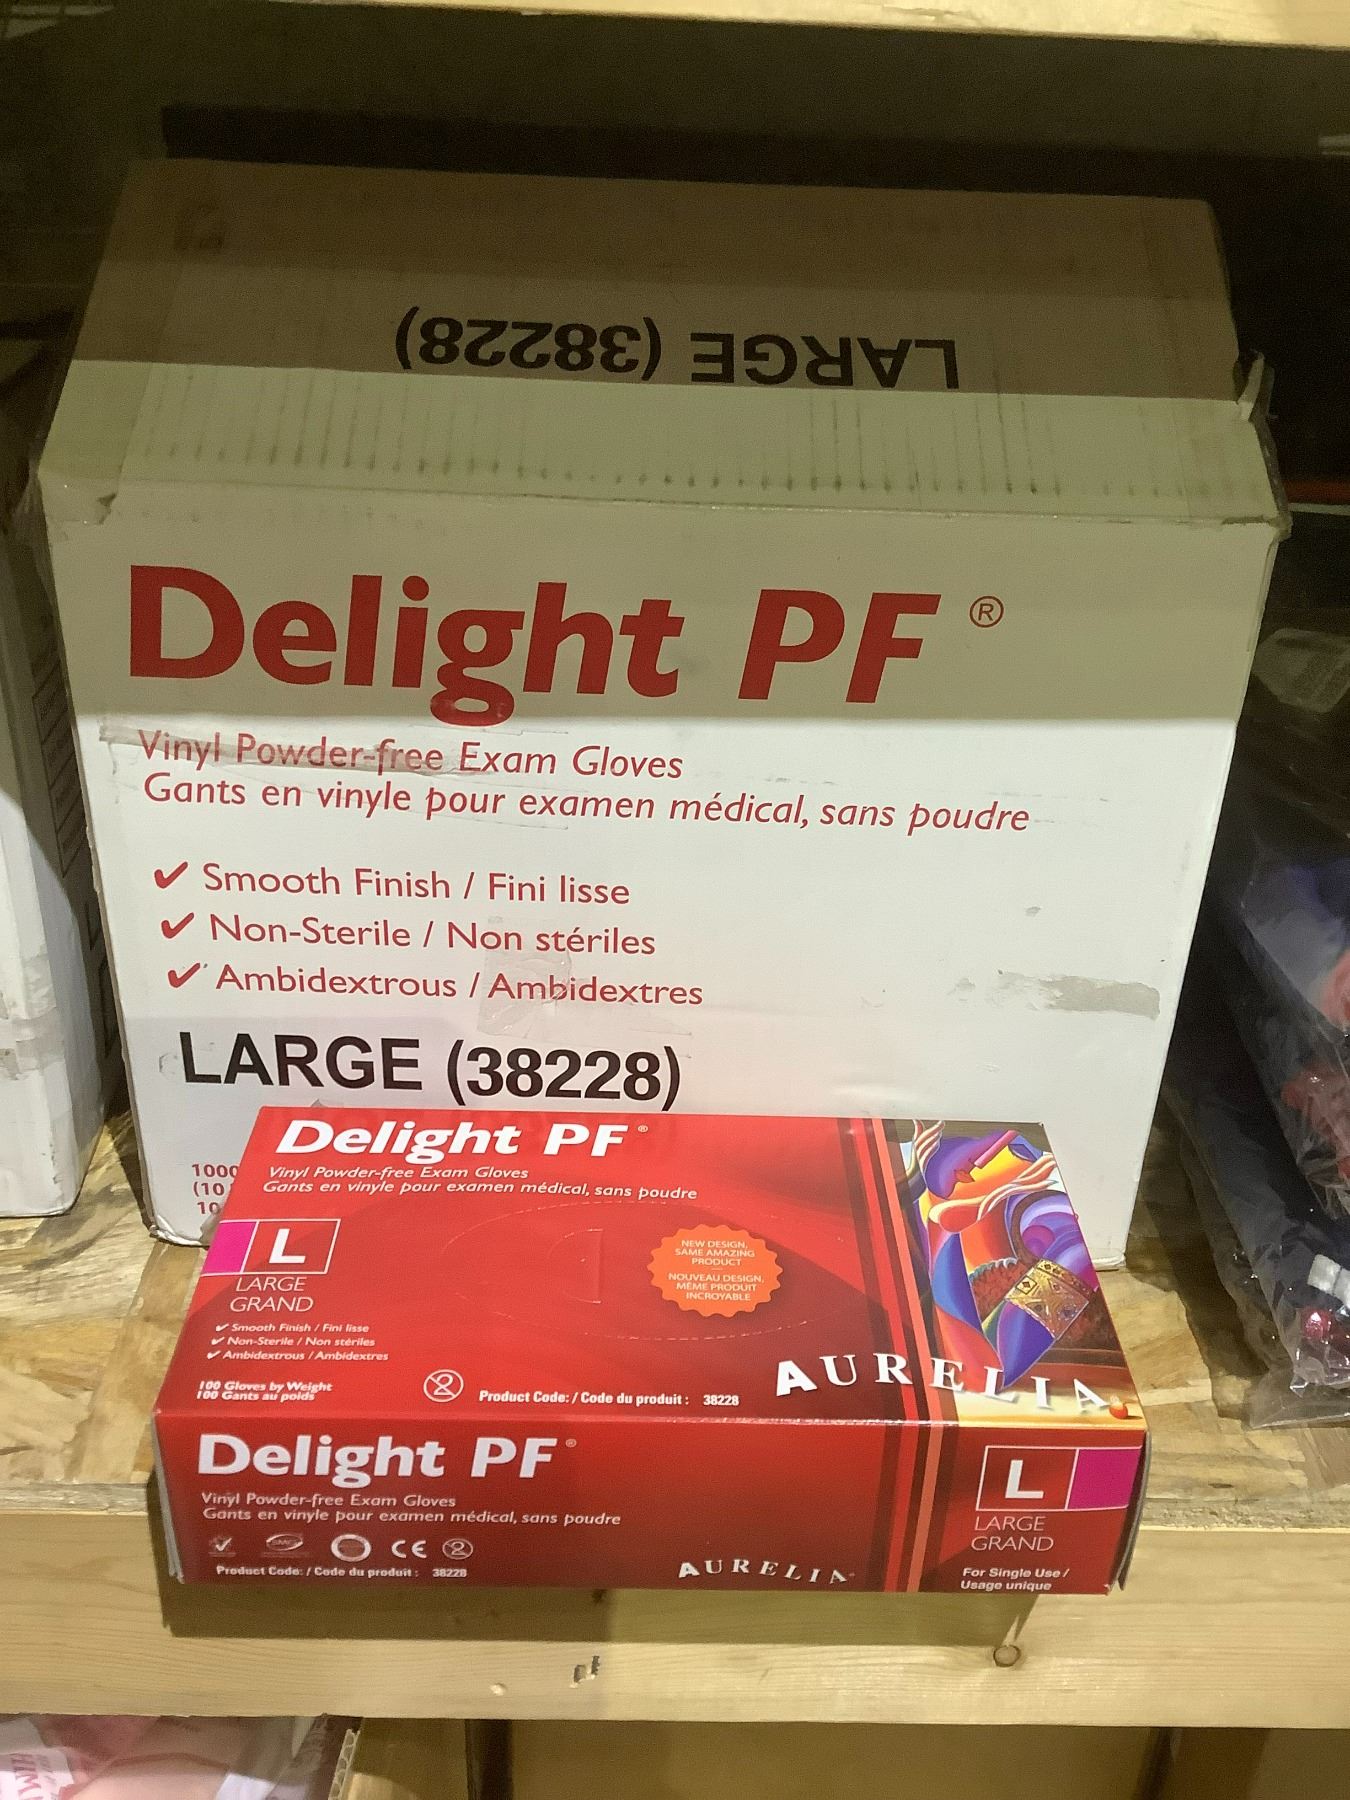 LARGE (38228)
Delight PF ®
Vinyl Powder-free Exam Gloves
Gants en vinyle pour examen médical, sans poudre
✔ Smooth Finish / Fini lisse
✔ Non-Sterile / Non stériles
✔ Ambidextrous / Ambidextres
LARGE (38228)
(10
10
Delight PF ®
Vinyl Powder-free Exam Gloves
Gants en vinyle pour examen médical, sans poudre
L
LARGE
GRAND
✔ Smooth Finish / Fini lisse
✔ Non-Sterile / Non stériles
✔ Ambidextrous / Ambidextres
100 Gloves by Weight
100 Gants au poids
2
Product Code: / Code du produit : 38228
NEW DESIGN,
SAME AMAZING
PRODUCT
NOUVEAU DESIGN,
MÊME PRODUIT
INCROYABLE
AURELIA
Delight PF ®
Vinyl Powder-free Exam Gloves
Gants en vinyle pour examen médical, sans poudre
CE 2
Product Code: / Code du produit : 38228
AURELIA
L
LARGE
GRAND
For Single Use /
Usage unique